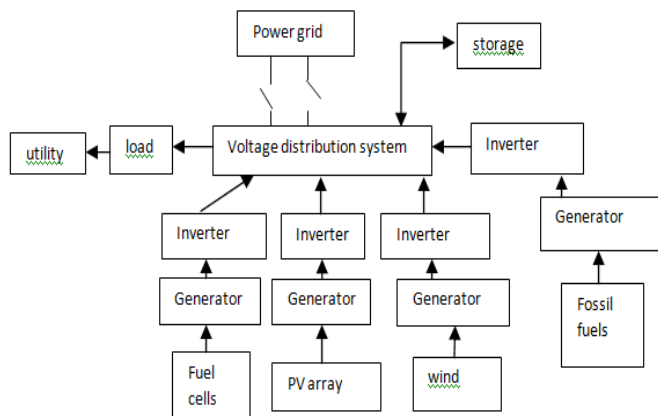 Power grid
storage
utility
load
Voltage distribution system
Inverter
Generator
Inverter
Inverter
Inverter
Generator
Generator
Generator
Fossil
fuels
Fuel
cells
PV array
wind